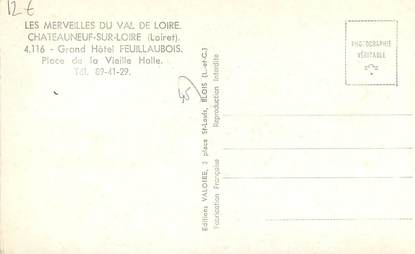 12€
LES MERVEILLES DU VAL DE LOIRE.
CHATEAUNEUF-SUR-LOIRE (Loiret).
4.116 - Grand Hôtel FEUILLAUBOIS.
Place de la Vieille Halle.
Tél. 89-41-29.
45
Editions VALOIRE, 3 place St-Louis, BLOIS (L.-et-C.)
Fabrication Française Reproduction Interdite
PHOTOGRAPHIE
VÉRITABLE